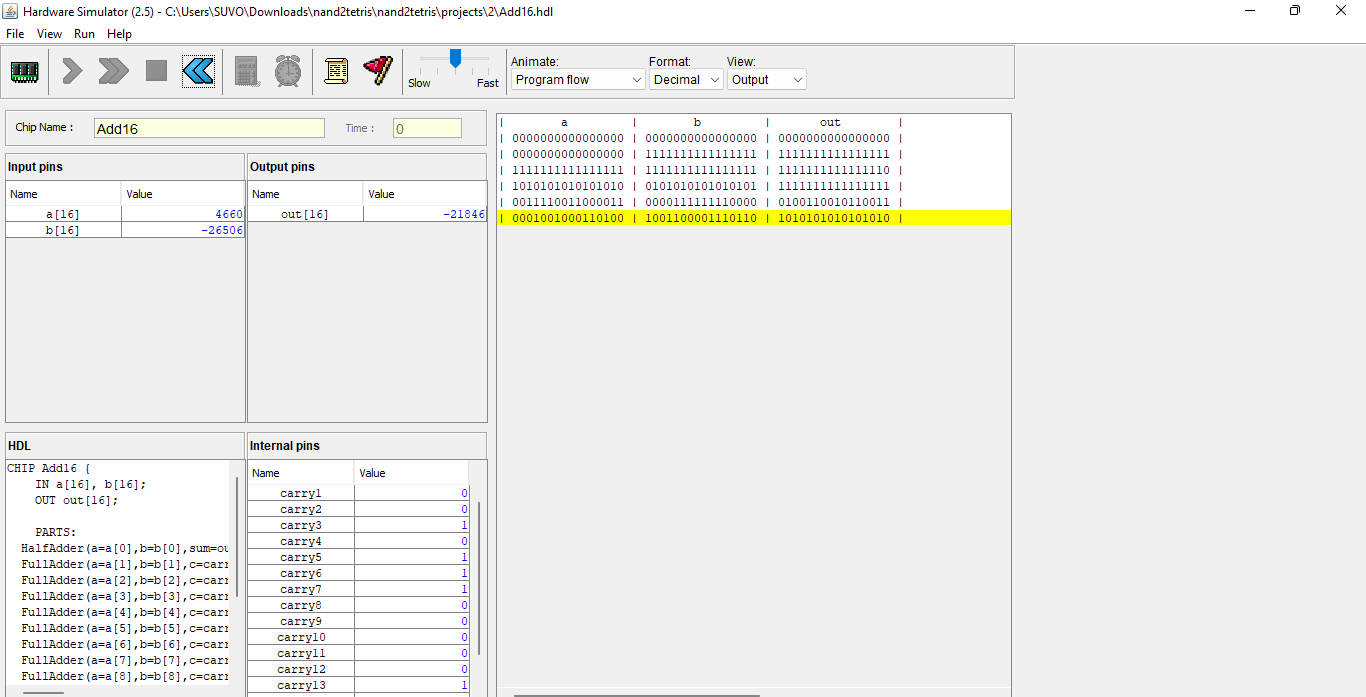 Hardware Simulator (2.5) - C:\Users\SUVO\Downloads\nand2tetris\nand2tetris\projects\2\Add16.hdl
File View Run Help
Slow Fast
Animate: Format: View:
Program flow Decimal Output
Chip Name : Add16 Time : 0
Input pins
Name Value
a[16] 4660
b[16] -26506
Output pins
Name Value
out[16] -21846
| a | b | out |
| 0000000000000000 | 0000000000000000 | 0000000000000000 |
| 0000000000000000 | 1111111111111111 | 1111111111111111 |
| 1111111111111111 | 1111111111111111 | 1111111111111110 |
| 1010101010101010 | 0101010101010101 | 1111111111111111 |
| 0011110011000011 | 0000111111110000 | 0100110010110011 |
| 0001001000110100 | 1001100001110110 | 1010101010101010 |
HDL
CHIP Add16 {
IN a[16], b[16];
OUT out[16];
PARTS:
HalfAdder(a=a[0],b=b[0],sum=ou
FullAdder(a=a[1],b=b[1],c=carr
FullAdder(a=a[2],b=b[2],c=carr
FullAdder(a=a[3],b=b[3],c=carr
FullAdder(a=a[4],b=b[4],c=carr
FullAdder(a=a[5],b=b[5],c=carr
FullAdder(a=a[6],b=b[6],c=carr
FullAdder(a=a[7],b=b[7],c=carr
FullAdder(a=a[8],b=b[8],c=carr
Internal pins
Name Value
carry1 0
carry2 0
carry3 1
carry4 0
carry5 1
carry6 1
carry7 1
carry8 0
carry9 0
carry10 0
carry11 0
carry12 0
carry13 1